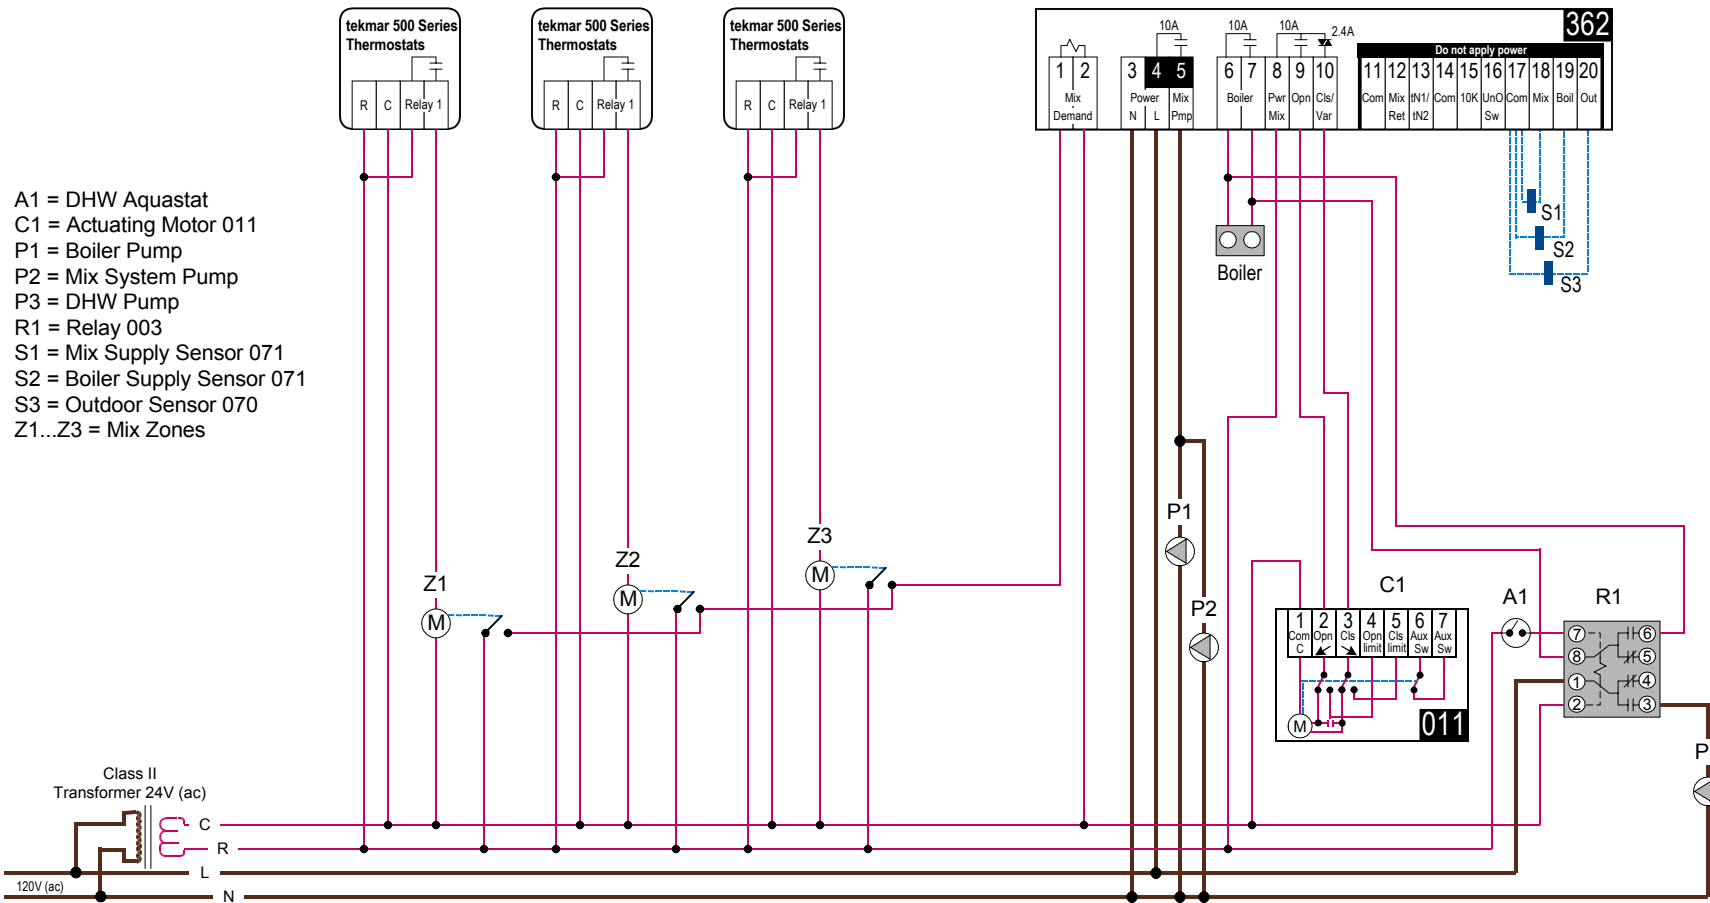 tekmar 500 Series
Thermostats
R C Relay 1
tekmar 500 Series
Thermostats
R C Relay 1
tekmar 500 Series
Thermostats
R C Relay 1
362
10A 10A 10A 2.4A
Do not apply power
1 2 3 4 5 6 7 8 9 10 11 12 13 14 15 16 17 18 19 20
Mix Demand
Power N L
Mix Pmp
Boiler
Pwr Mix
Opn
Cls/ Var
Com
Mix Ret
tN1/ tN2
Com
10K
UnO Sw
Com
Mix
Boil
Out
A1 = DHW Aquastat
C1 = Actuating Motor 011
P1 = Boiler Pump
P2 = Mix System Pump
P3 = DHW Pump
R1 = Relay 003
S1 = Mix Supply Sensor 071
S2 = Boiler Supply Sensor 071
S3 = Outdoor Sensor 070
Z1...Z3 = Mix Zones
S1
S2
S3
Boiler
P1
P2
Z3
Z2
Z1
M
M
M
C1
A1
R1
1 2 3 4 5 6 7
Com C
Opn
Cls
Opn limit
Cls limit
Aux Sw
Aux Sw
M
011
7 6
8 5
1 4
2 3
P
Class II
Transformer 24V (ac)
C
R
L
120V (ac)
N